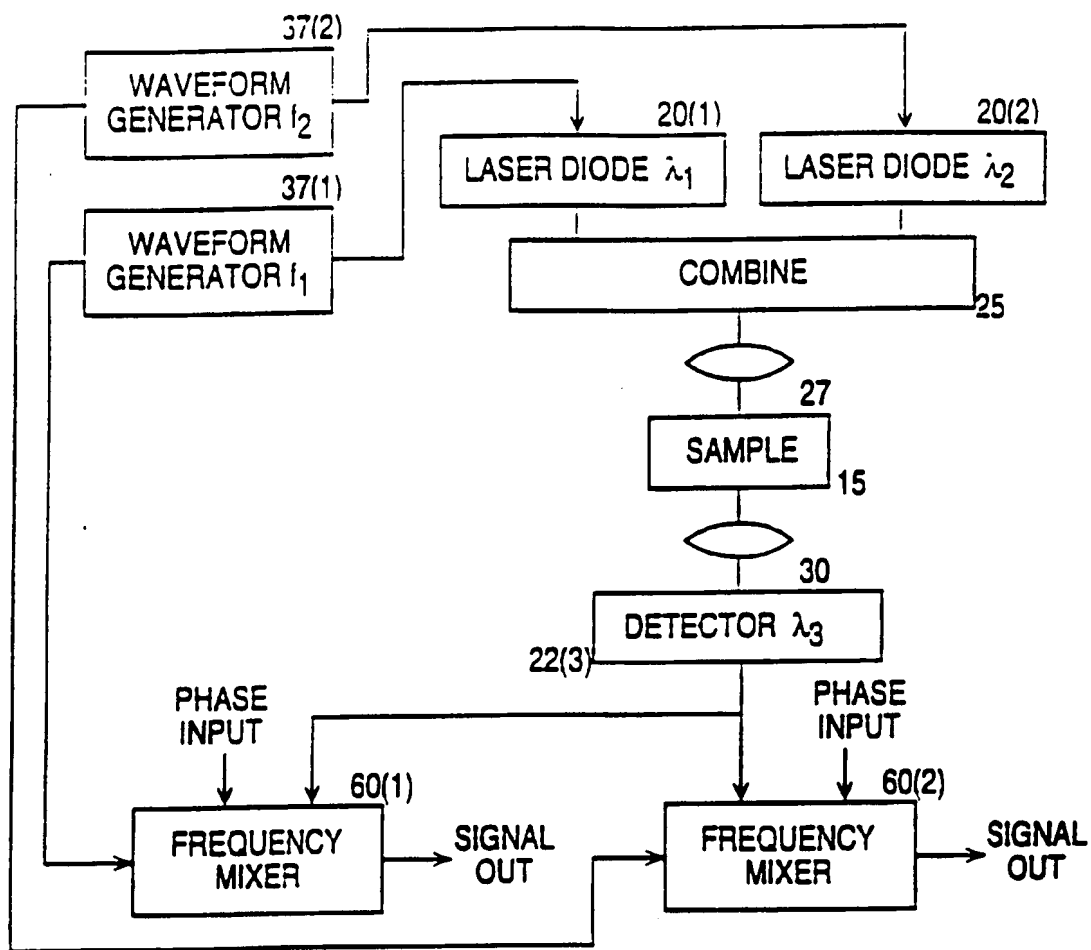 37(2)
WAVEFORM
GENERATOR f₂
20(1)
20(2)
LASER DIODE λ₁
LASER DIODE λ₂
37(1)
WAVEFORM
GENERATOR f₁
COMBINE
25
27
SAMPLE
15
30
DETECTOR λ₃
22(3)
PHASE
INPUT
PHASE
INPUT
60(1)
60(2)
FREQUENCY
MIXER
SIGNAL
OUT
FREQUENCY
MIXER
SIGNAL
OUT